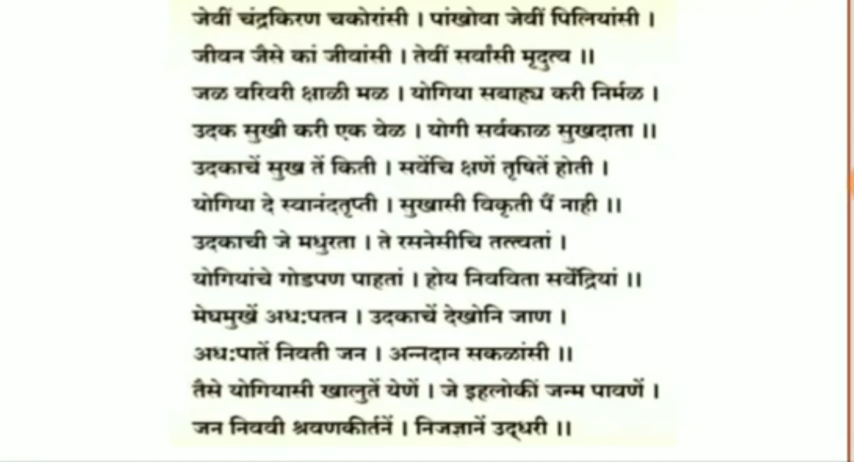 जेवीं चंद्रकिरण चकोरांसी । पांखोवा जेवीं पिलियांसी ।
जीवन जैसे कां जीवांसी । तेवीं सर्वांसी मृदुत्व ॥
जळ वरिवरी क्षाळी मळ । योगिया सबाह्य करी निर्मळ ।
उदक सुखी करी एक वेळ । योगी सर्वकाळ सुखदाता ॥
उदकाचें सुख तें किती । सवेंचि क्षणें तृषितें होती ।
योगिया दे स्वानंदतृप्ती । सुखासी विकृती पैं नाही ॥
उदकाची जे मधुरता । ते रसनेसीचि तत्त्वतां ।
योगियांचे गोडपण पाहतां । होय निवविता सर्वेंद्रियां ॥
मेघमुखें अध:पतन । उदकाचें देखोनि जाण ।
अध:पातें निवती जन । अन्नदान सकळांसी ॥
तैसे योगियासी खालुतें येणें । जे इहलोकीं जन्म पावणें ।
जन निववी श्रवणकीर्तनें । निजज्ञानें उद्धरी ॥